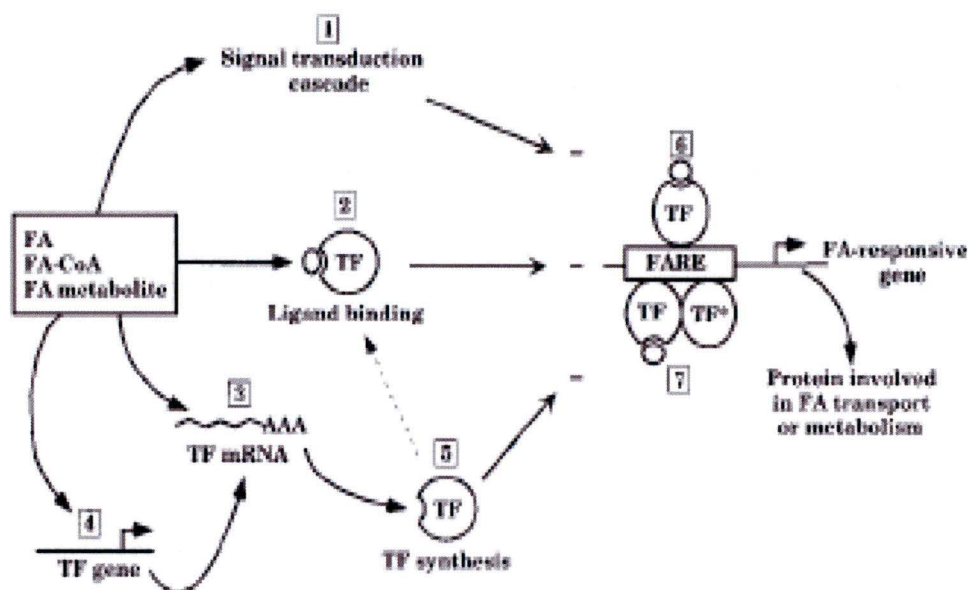 1
Signal transduction
cascade
FA
FA-CoA
FA metabolite
2
TF
Ligand binding
3
AAA
TF mRNA
4
TF gene
5
TF
TF synthesis
6
TF
FARE
TF
TF*
7
FA-responsive
gene
Protein involved
in FA transport
or metabolism